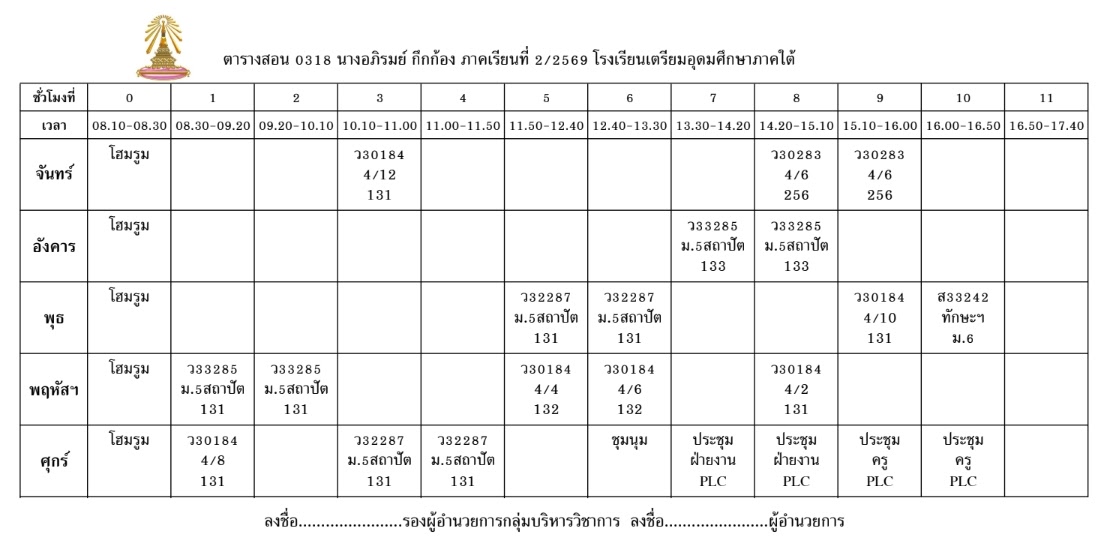 ตารางสอน 0318 นางอภิรมย์ กึกก้อง ภาคเรียนที่ 2/2569 โรงเรียนเตรียมอุดมศึกษาภาคใต้
ชั่วโมงที่ 0 1 2 3 4 5 6 7 8 9 10 11
เวลา 08.10-08.30 08.30-09.20 09.20-10.10 10.10-11.00 11.00-11.50 11.50-12.40 12.40-13.30 13.30-14.20 14.20-15.10 15.10-16.00 16.00-16.50 16.50-17.40
โฮมรูม ว30184 ว30283 ว30283
จันทร์ 4/12 4/6 4/6
131 256 256
โฮมรูม ว33285 ว33285
อังคาร ม.5สถาปัต ม.5สถาปัต
133 133
โฮมรูม ว32287 ว32287 ว30184 ส33242
พุธ ม.5สถาปัต ม.5สถาปัต 4/10 ทักษะฯ
131 131 131 ม.6
โฮมรูม ว33285 ว33285 ว30184 ว30184 ว30184
พฤหัสฯ ม.5สถาปัต ม.5สถาปัต 4/4 4/6 4/2
131 131 132 132 131
โฮมรูม ว30184 ว32287 ว32287 ชุมนุม ประชุม ประชุม ประชุม ประชุม
ศุกร์ 4/8 ม.5สถาปัต ม.5สถาปัต ฝ่ายงาน ฝ่ายงาน ครู ครู
131 131 131 PLC PLC PLC PLC
ลงชื่อ.......................รองผู้อำนวยการกลุ่มบริหารวิชาการ ลงชื่อ.......................ผู้อำนวยการ